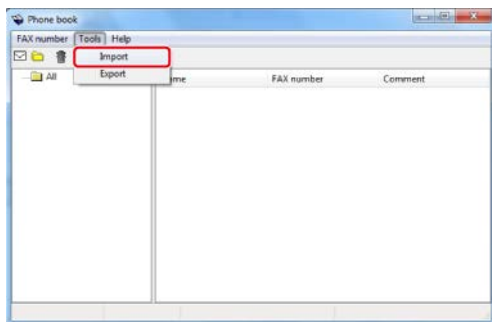 Phone book
FAX number Tools Help
Import
Export
All
ame FAX number Comment